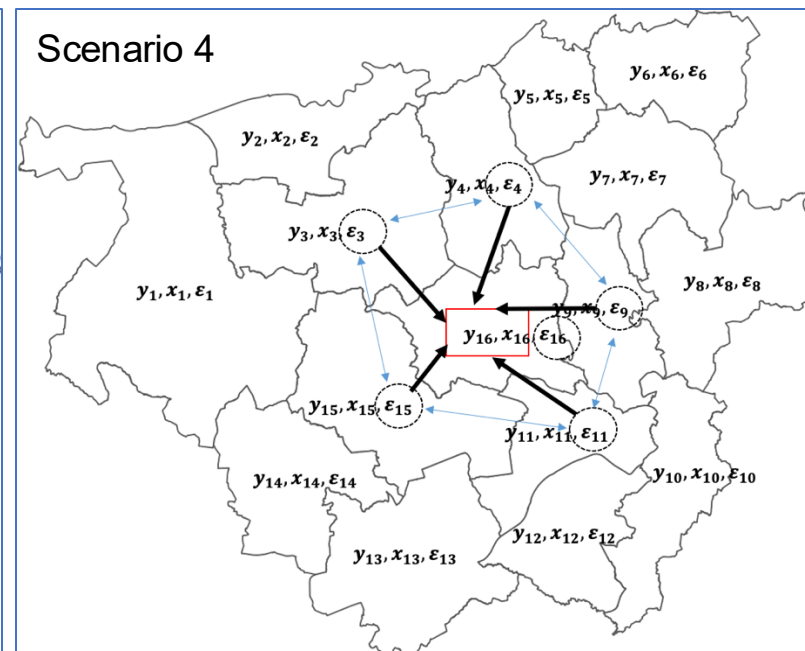 Scenario 4
y₆, x₆, ε₆
y₅, x₅, ε₅
y₂, x₂, ε₂
y₄, x₄, ε₄
y₇, x₇, ε₇
y₃, x₃, ε₃
y₁, x₁, ε₁
y₈, x₈, ε₈
y₉, x₉, ε₉
y₁₆, x₁₆, ε₁₆
y₁₅, x₁₅, ε₁₅
y₁₁, x₁₁, ε₁₁
y₁₄, x₁₄, ε₁₄
y₁₀, x₁₀, ε₁₀
y₁₂, x₁₂, ε₁₂
y₁₃, x₁₃, ε₁₃